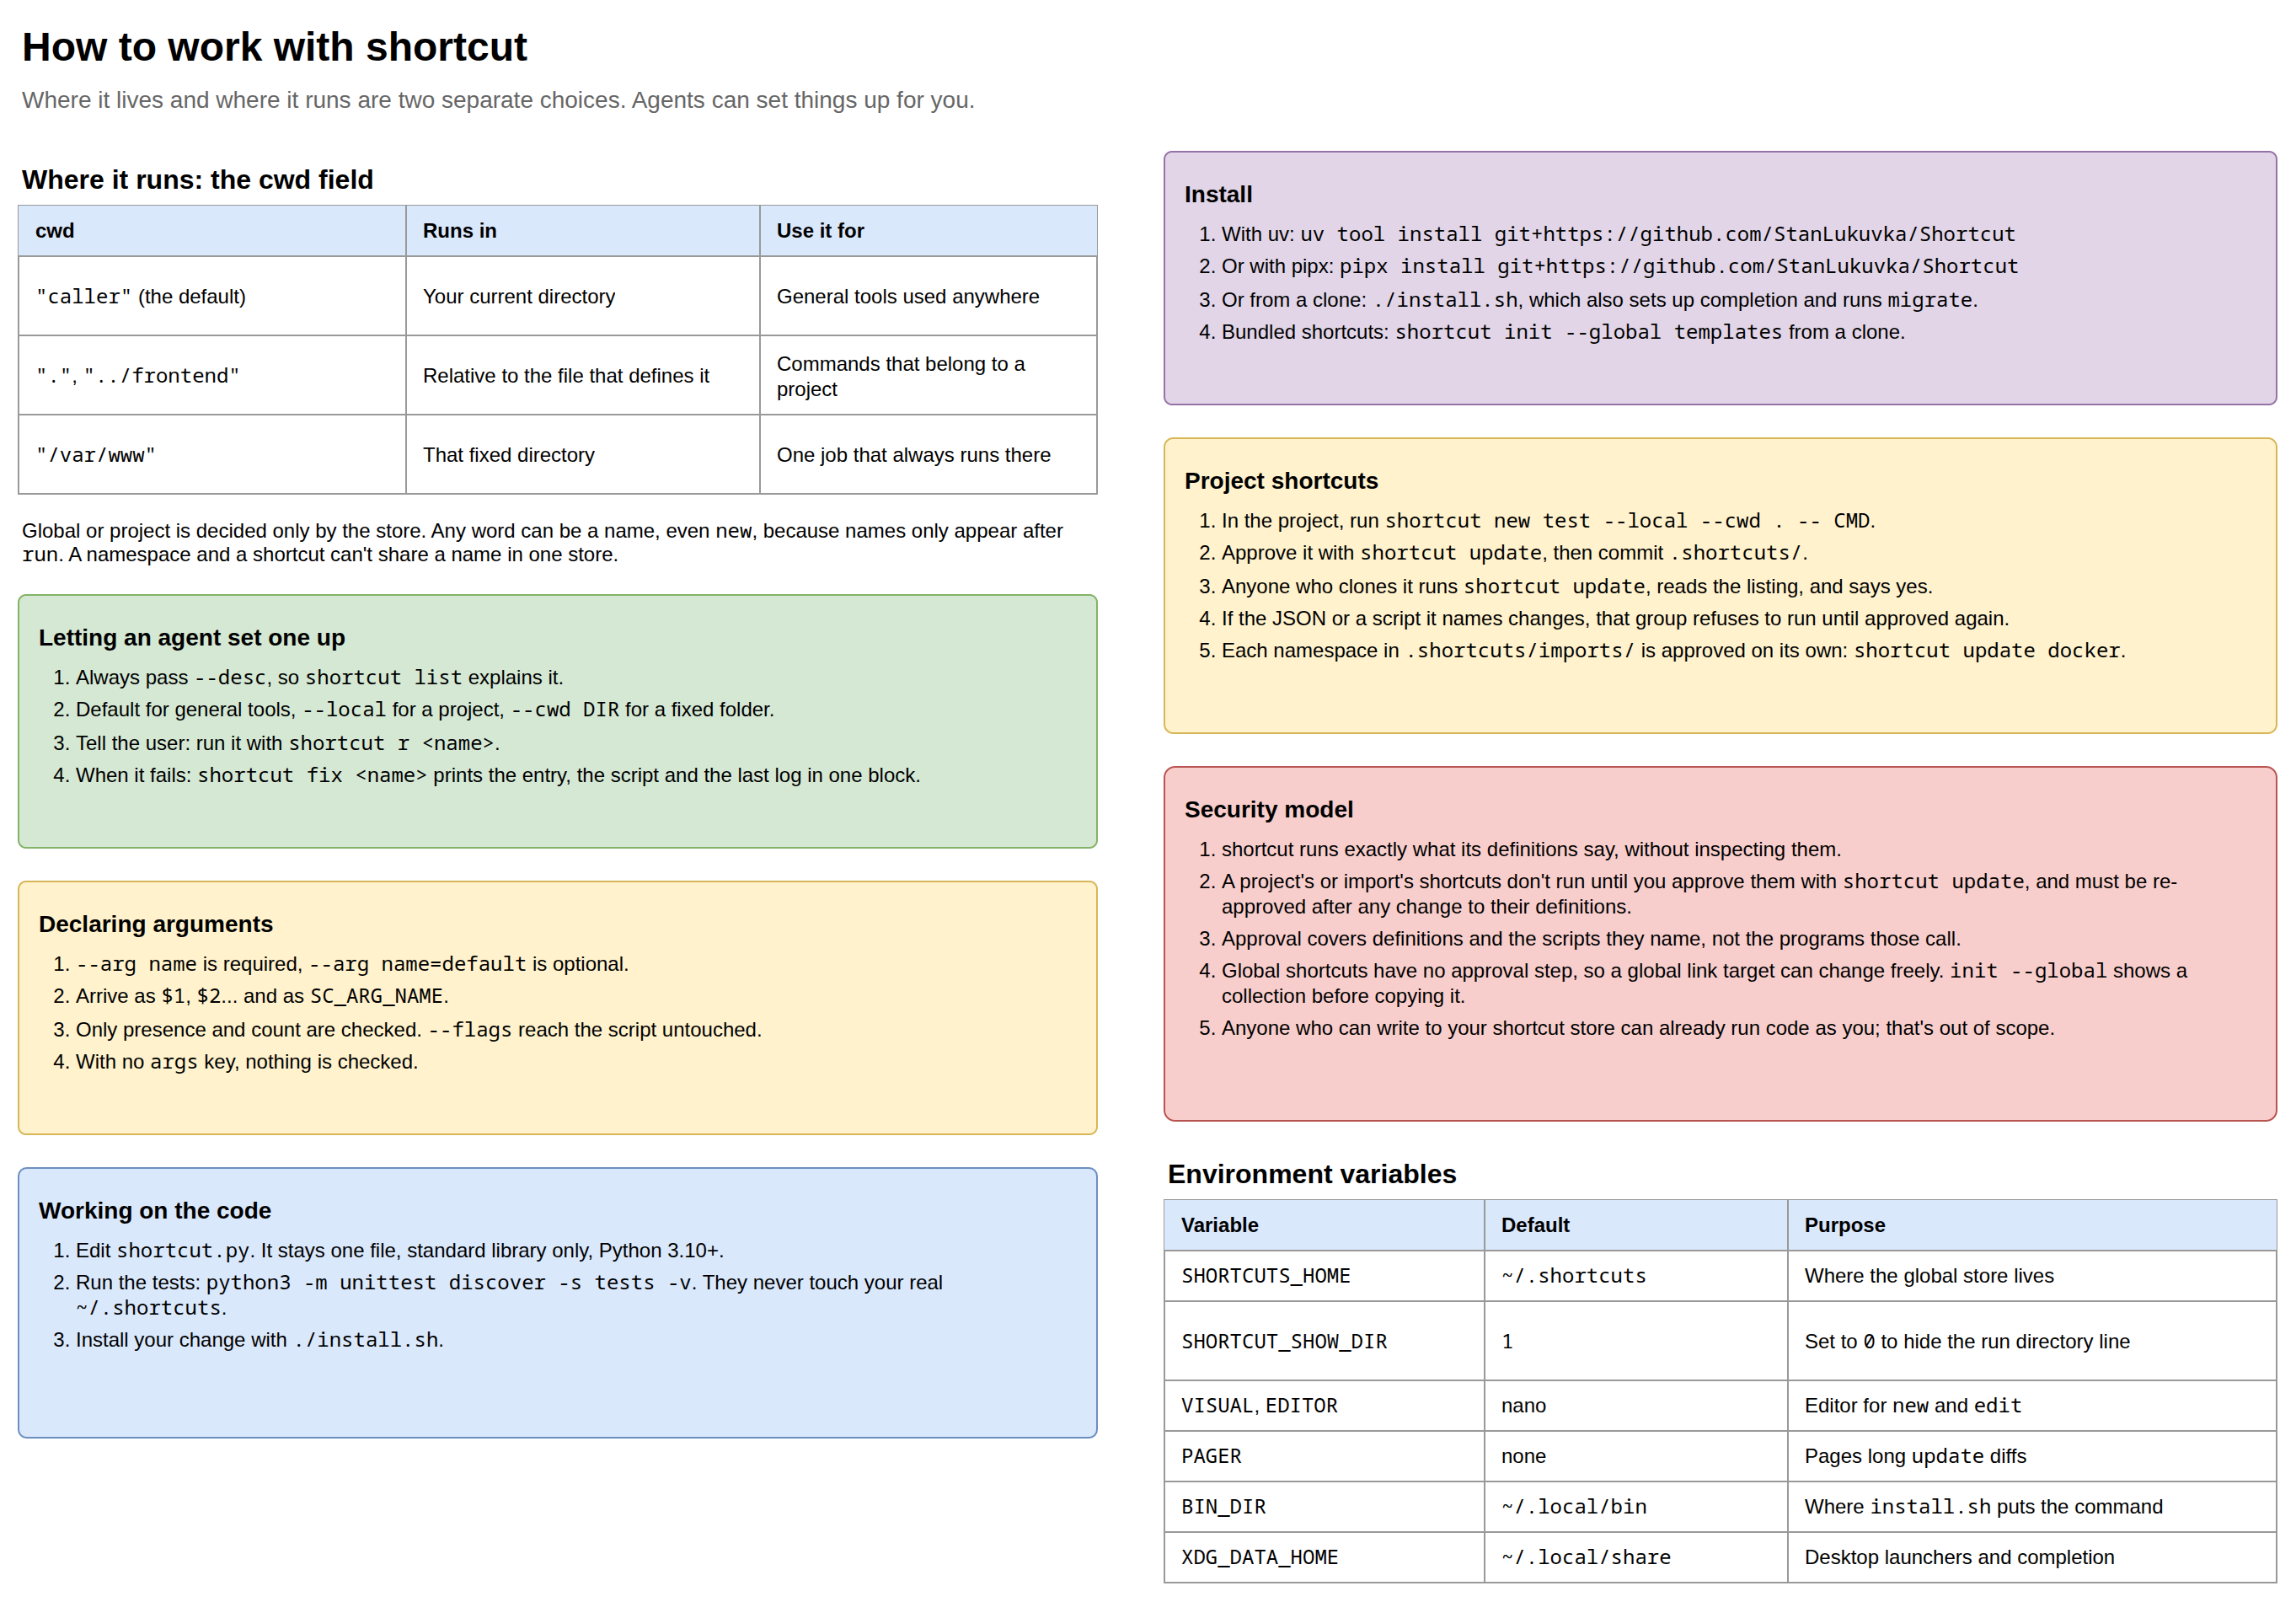 How to work with shortcut
Where it lives and where it runs are two separate choices. Agents can set things up for you.
Where it runs: the cwd field
cwd Runs in Use it for
"caller" (the default) Your current directory General tools used anywhere
".", "../frontend" Relative to the file that defines it Commands that belong to a
project
"/var/www" That fixed directory One job that always runs there
Global or project is decided only by the store. Any word can be a name, even new, because names only appear after
run. A namespace and a shortcut can't share a name in one store.
Letting an agent set one up
1. Always pass --desc, so shortcut list explains it.
2. Default for general tools, --local for a project, --cwd DIR for a fixed folder.
3. Tell the user: run it with shortcut r <name>.
4. When it fails: shortcut fix <name> prints the entry, the script and the last log in one block.
Declaring arguments
1. --arg name is required, --arg name=default is optional.
2. Arrive as $1, $2... and as SC_ARG_NAME.
3. Only presence and count are checked. --flags reach the script untouched.
4. With no args key, nothing is checked.
Working on the code
1. Edit shortcut.py. It stays one file, standard library only, Python 3.10+.
2. Run the tests: python3 -m unittest discover -s tests -v. They never touch your real
~/.shortcuts.
3. Install your change with ./install.sh.
Install
1. With uv: uv tool install git+https://github.com/StanLukuvka/Shortcut
2. Or with pipx: pipx install git+https://github.com/StanLukuvka/Shortcut
3. Or from a clone: ./install.sh, which also sets up completion and runs migrate.
4. Bundled shortcuts: shortcut init --global templates from a clone.
Project shortcuts
1. In the project, run shortcut new test --local --cwd . -- CMD.
2. Approve it with shortcut update, then commit .shortcuts/.
3. Anyone who clones it runs shortcut update, reads the listing, and says yes.
4. If the JSON or a script it names changes, that group refuses to run until approved again.
5. Each namespace in .shortcuts/imports/ is approved on its own: shortcut update docker.
Security model
1. shortcut runs exactly what its definitions say, without inspecting them.
2. A project's or import's shortcuts don't run until you approve them with shortcut update, and must be re-
approved after any change to their definitions.
3. Approval covers definitions and the scripts they name, not the programs those call.
4. Global shortcuts have no approval step, so a global link target can change freely. init --global shows a
collection before copying it.
5. Anyone who can write to your shortcut store can already run code as you; that's out of scope.
Environment variables
Variable Default Purpose
SHORTCUTS_HOME ~/.shortcuts Where the global store lives
SHORTCUT_SHOW_DIR 1 Set to 0 to hide the run directory line
VISUAL, EDITOR nano Editor for new and edit
PAGER none Pages long update diffs
BIN_DIR ~/.local/bin Where install.sh puts the command
XDG_DATA_HOME ~/.local/share Desktop launchers and completion